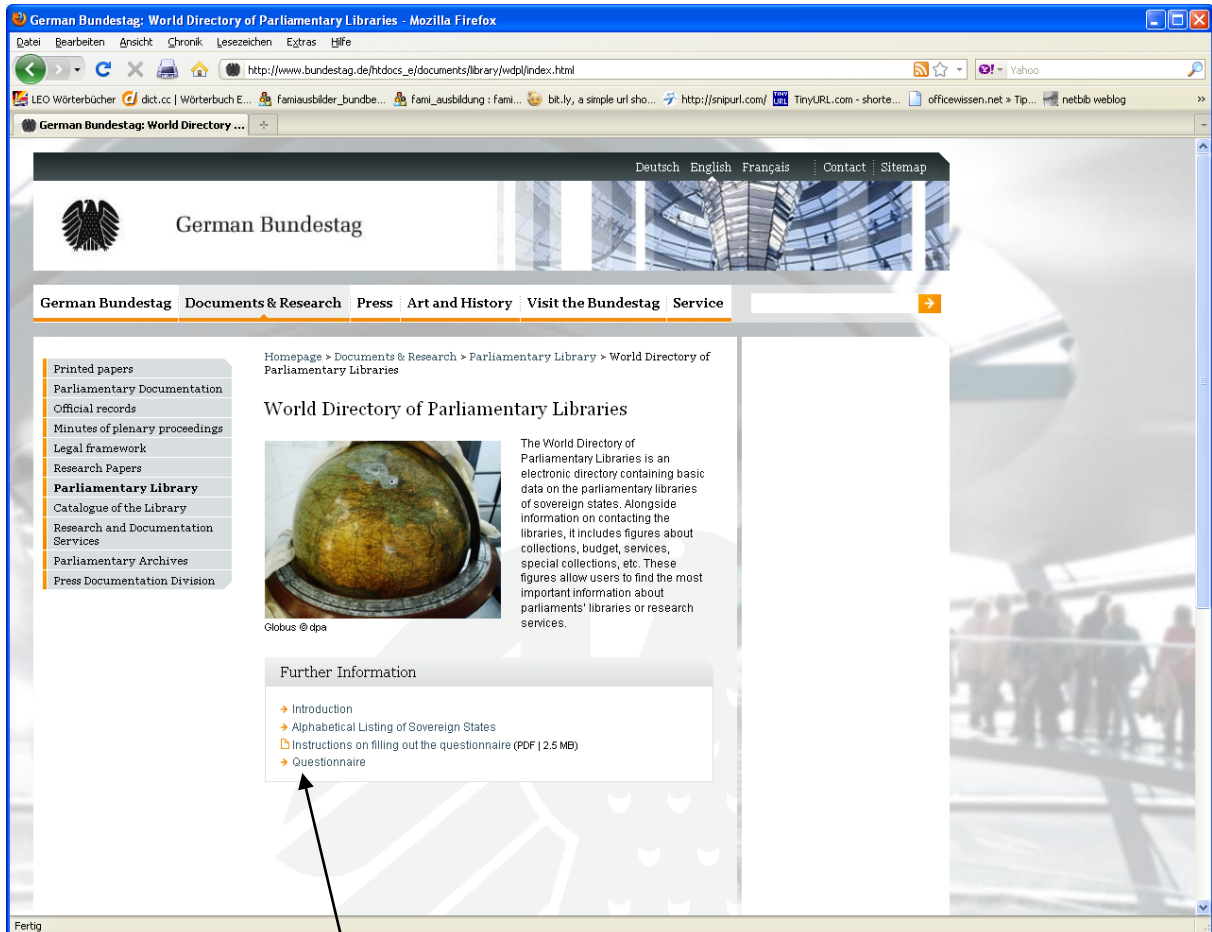 German Bundestag: World Directory of Parliamentary Libraries - Mozilla Firefox
Datei Bearbeiten Ansicht Chronik Lesezeichen Extras Hilfe
http://www.bundestag.de/htdocs_e/documents/library/wdpl/index.html
Yahoo
LEO Wörterbücher dict.cc | Wörterbuch E... famiausbilder_bundbe... fami_ausbildung : fami... bit.ly, a simple url sho... http://snipurl.com/ TinyURL.com - shorte... officewissen.net » Tip... netbib weblog »
German Bundestag: World Directory ...
Deutsch English Français Contact Sitemap
German Bundestag
German Bundestag Documents & Research Press Art and History Visit the Bundestag Service
Printed papers
Parliamentary Documentation
Official records
Minutes of plenary proceedings
Legal framework
Research Papers
Parliamentary Library
Catalogue of the Library
Research and Documentation
Services
Parliamentary Archives
Press Documentation Division
Homepage > Documents & Research > Parliamentary Library > World Directory of
Parliamentary Libraries
World Directory of Parliamentary Libraries
Globus © dpa
The World Directory of
Parliamentary Libraries is an
electronic directory containing basic
data on the parliamentary libraries
of sovereign states. Alongside
information on contacting the
libraries, it includes figures about
collections, budget, services,
special collections, etc. These
figures allow users to find the most
important information about
parliaments' libraries or research
services.
Further Information
Introduction
Alphabetical Listing of Sovereign States
Instructions on filling out the questionnaire (PDF | 2.5 MB)
Questionnaire
Fertig